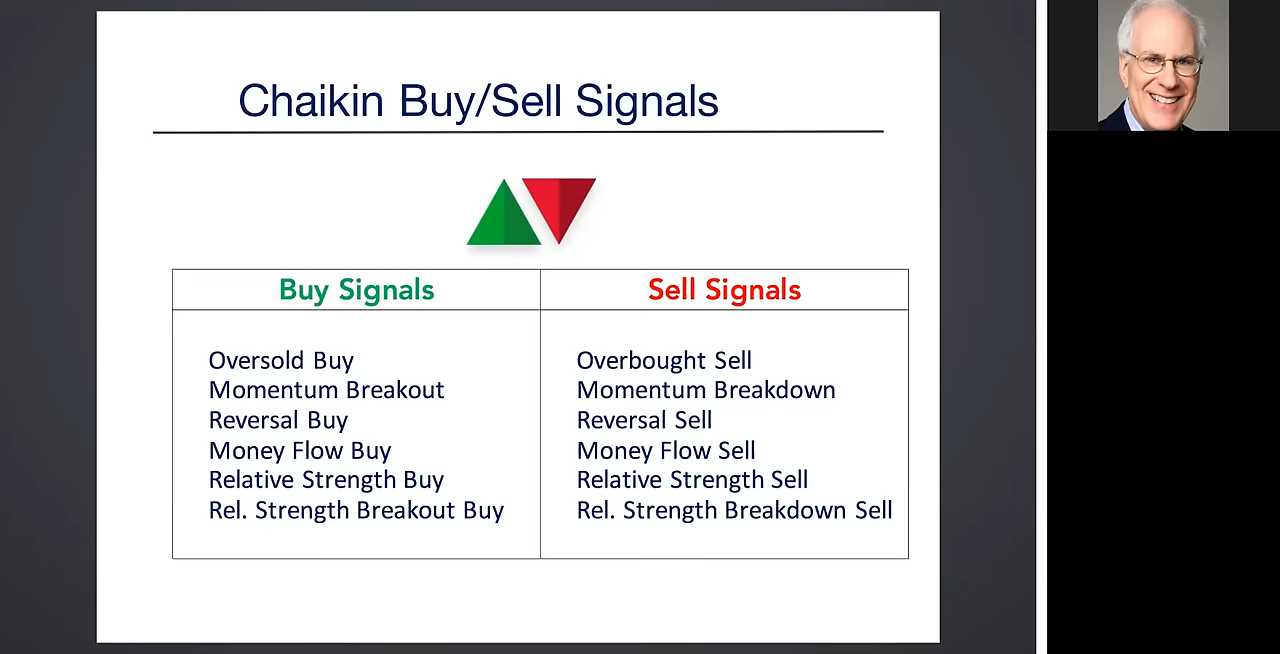 Chaikin Buy/Sell Signals
Buy Signals
Sell Signals
Oversold Buy
Momentum Breakout
Reversal Buy
Money Flow Buy
Relative Strength Buy
Rel. Strength Breakout Buy
Overbought Sell
Momentum Breakdown
Reversal Sell
Money Flow Sell
Relative Strength Sell
Rel. Strength Breakdown Sell